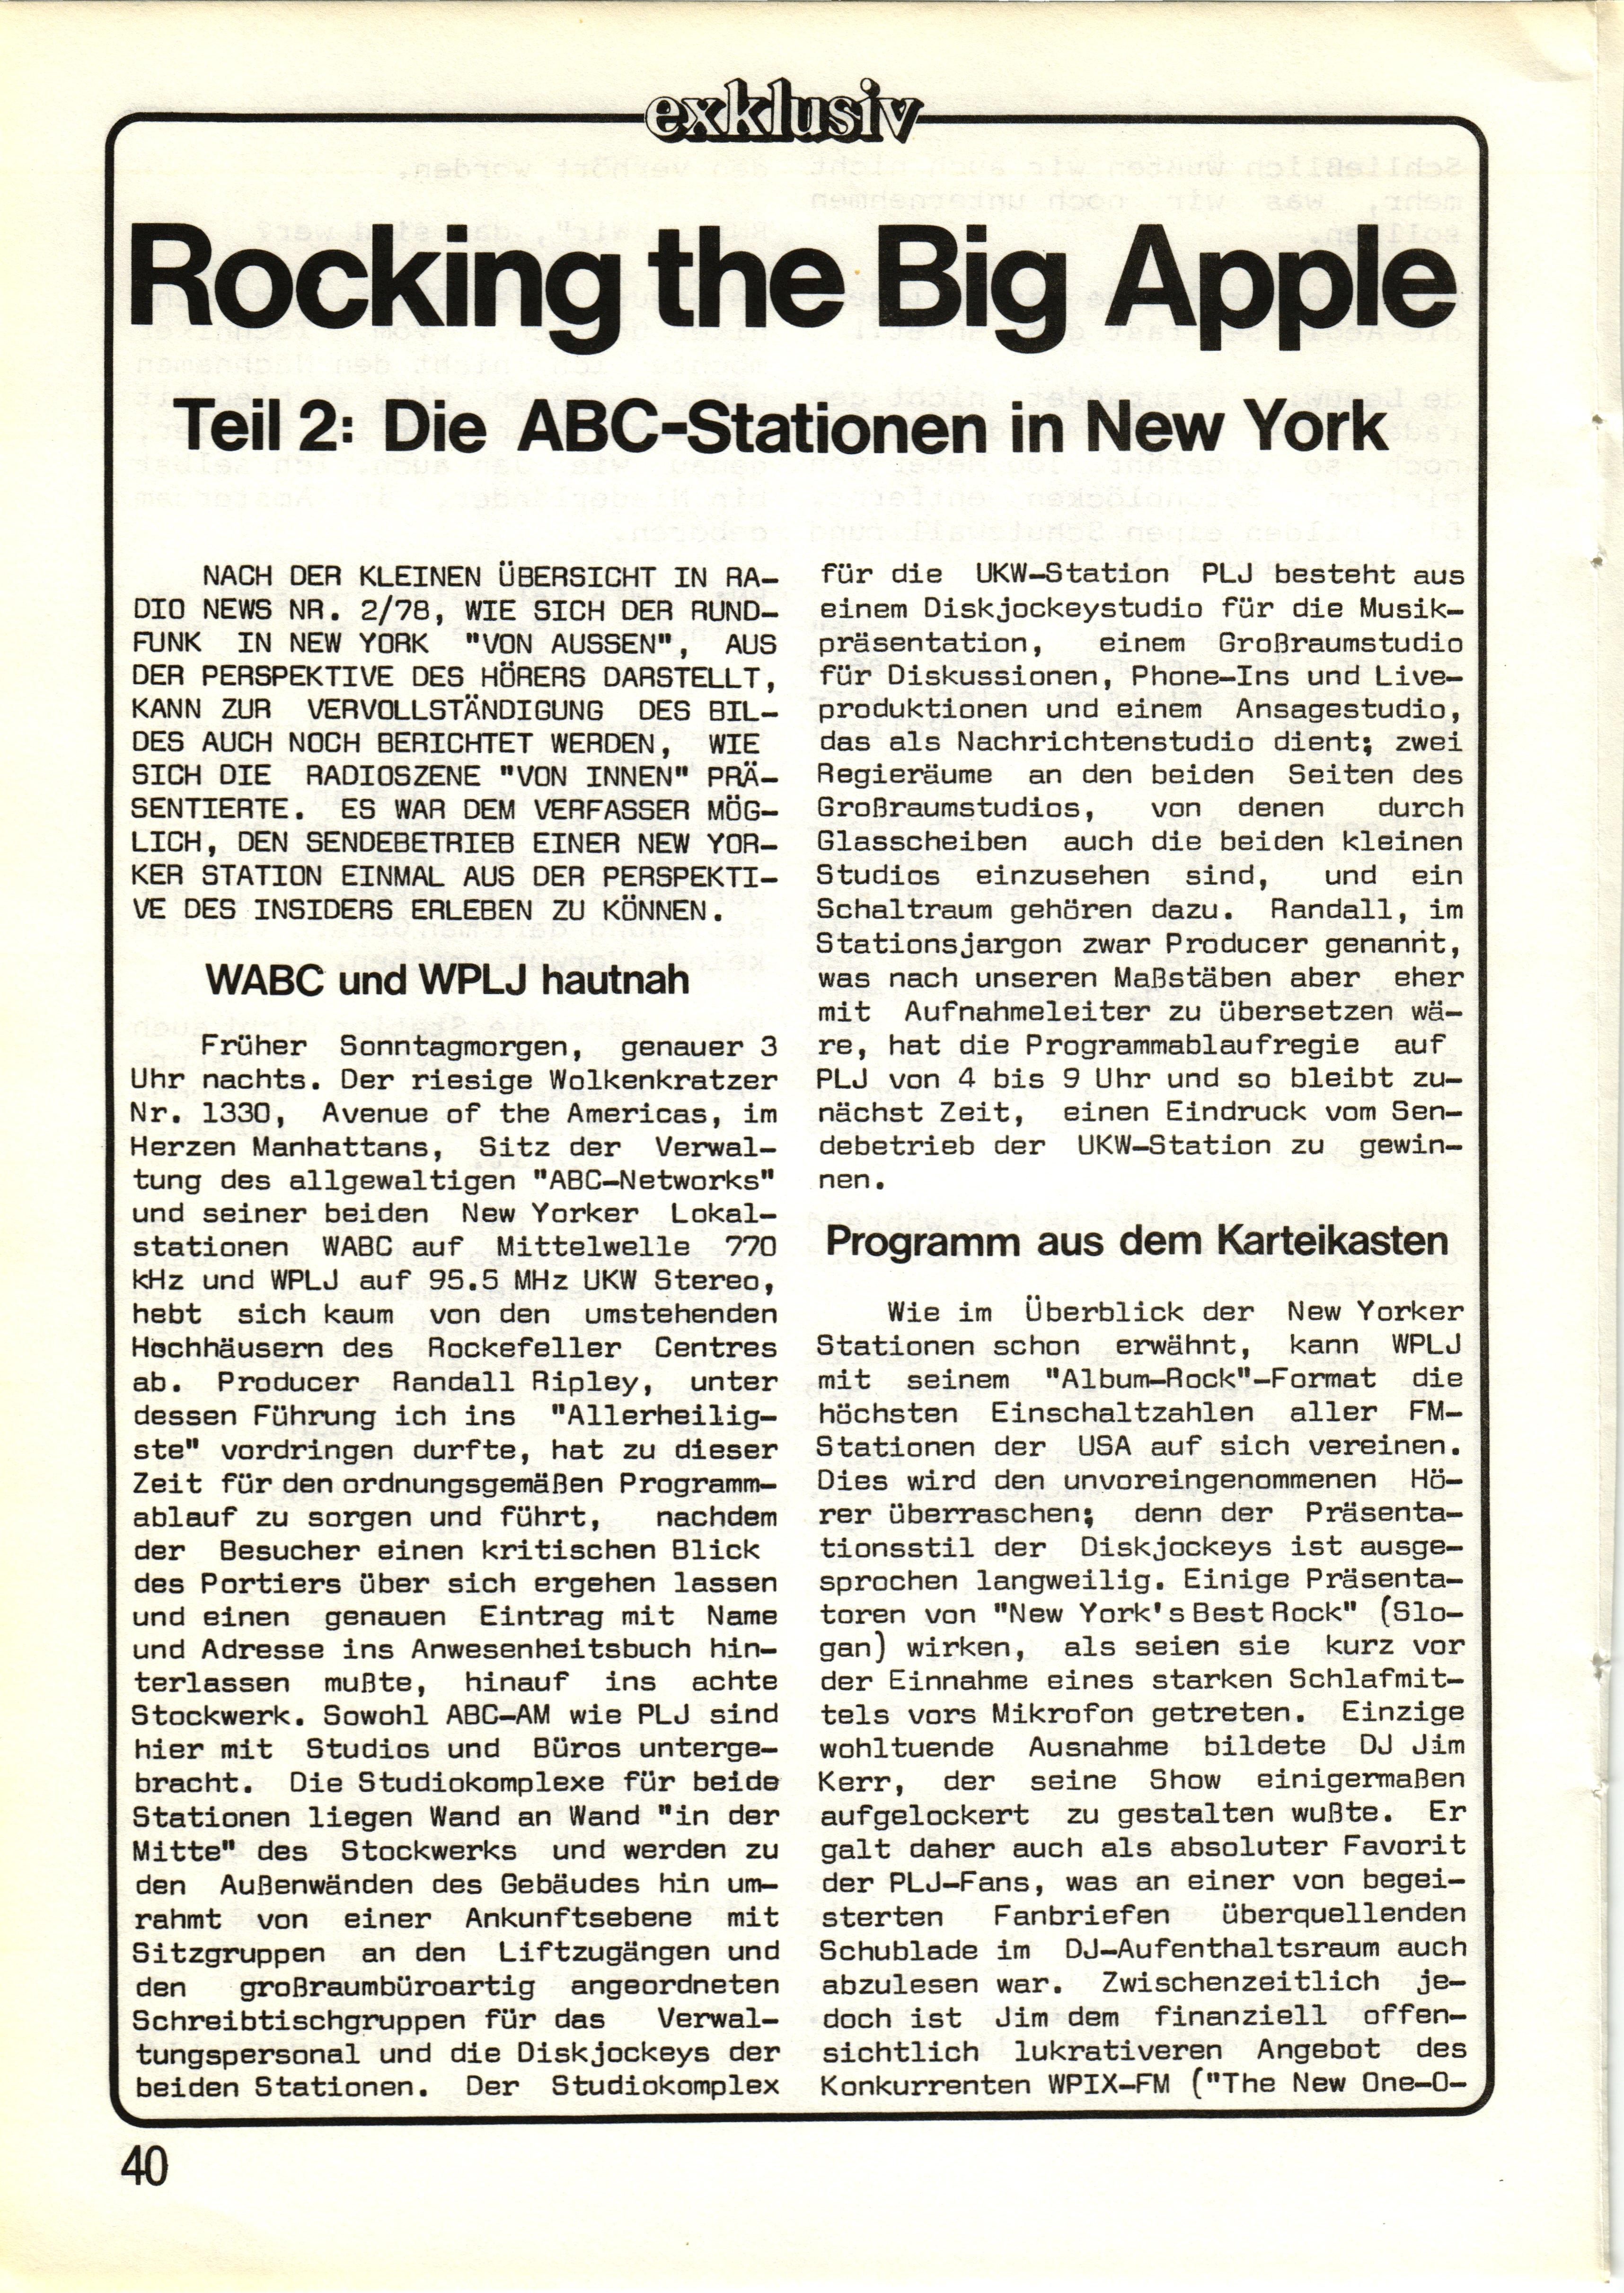 exklusiv
Rocking the Big Apple
Teil 2: Die ABC-Stationen in New York
NACH DER KLEINEN ÜBERSICHT IN RA-
DIO NEWS NR. 2/78, WIE SICH DER RUND-
FUNK IN NEW YORK "VON AUSSEN", AUS
DER PERSPEKTIVE DES HÖRERS DARSTELLT,
KANN ZUR VERVOLLSTÄNDIGUNG DES BIL-
DES AUCH NOCH BERICHTET WERDEN, WIE
SICH DIE RADIOSZENE "VON INNEN" PRÄ-
SENTIERTE. ES WAR DEM VERFASSER MÖG-
LICH, DEN SENDEBETRIEB EINER NEW YOR-
KER STATION EINMAL AUS DER PERSPEKTI-
VE DES INSIDERS ERLEBEN ZU KÖNNEN.
WABC und WPLJ hautnah
Früher Sonntagmorgen, genauer 3
Uhr nachts. Der riesige Wolkenkratzer
Nr. 1330, Avenue of the Americas, im
Herzen Manhattans, Sitz der Verwal-
tung des allgewaltigen "ABC-Networks"
und seiner beiden New Yorker Lokal-
stationen WABC auf Mittelwelle 770
kHz und WPLJ auf 95.5 MHz UKW Stereo,
hebt sich kaum von den umstehenden
Hochhäusern des Rockefeller Centres
ab. Producer Randall Ripley, unter
dessen Führung ich ins "Allerheilig-
ste" vordringen durfte, hat zu dieser
Zeit für den ordnungsgemäßen Programm-
ablauf zu sorgen und führt, nachdem
der Besucher einen kritischen Blick
des Portiers über sich ergehen lassen
und einen genauen Eintrag mit Name
und Adresse ins Anwesenheitsbuch hin-
terlassen mußte, hinauf ins achte
Stockwerk. Sowohl ABC-AM wie PLJ sind
hier mit Studios und Büros unterge-
bracht. Die Studiokomplexe für beide
Stationen liegen Wand an Wand "in der
Mitte" des Stockwerks und werden zu
den Außenwänden des Gebäudes hin um-
rahmt von einer Ankunftsebene mit
Sitzgruppen an den Liftzugängen und
den großraumbüroartig angeordneten
Schreibtischgruppen für das Verwal-
tungspersonal und die Diskjockeys der
beiden Stationen. Der Studiokomplex
für die UKW-Station PLJ besteht aus
einem Diskjockeystudio für die Musik-
präsentation, einem Großraumstudio
für Diskussionen, Phone-Ins und Live-
produktionen und einem Ansagestudio,
das als Nachrichtenstudio dient; zwei
Regieräume an den beiden Seiten des
Großraumstudios, von denen durch
Glasscheiben auch die beiden kleinen
Studios einzusehen sind, und ein
Schaltraum gehören dazu. Randall, im
Stationsjargon zwar Producer genannt,
was nach unseren Maßstäben aber eher
mit Aufnahmeleiter zu übersetzen wä-
re, hat die Programmablaufregie auf
PLJ von 4 bis 9 Uhr und so bleibt zu-
nächst Zeit, einen Eindruck vom Sen-
debetrieb der UKW-Station zu gewin-
nen.
Programm aus dem Karteikasten
Wie im Überblick der New Yorker
Stationen schon erwähnt, kann WPLJ
mit seinem "Album-Rock"-Format die
höchsten Einschaltzahlen aller FM-
Stationen der USA auf sich vereinen.
Dies wird den unvoreingenommenen Hö-
rer überraschen; denn der Präsenta-
tionsstil der Diskjockeys ist ausge-
sprochen langweilig. Einige Präsenta-
toren von "New York's Best Rock" (Slo-
gan) wirken, als seien sie kurz vor
der Einnahme eines starken Schlafmit-
tels vors Mikrofon getreten. Einzige
wohltuende Ausnahme bildete DJ Jim
Kerr, der seine Show einigermaßen
aufgelockert zu gestalten wußte. Er
galt daher auch als absoluter Favorit
der PLJ-Fans, was an einer von begei-
sterten Fanbriefen überquellenden
Schublade im DJ-Aufenthaltsraum auch
abzulesen war. Zwischenzeitlich je-
doch ist Jim dem finanziell offen-
sichtlich lukrativeren Angebot des
Konkurrenten WPIX-FM ("The New One-O-
40